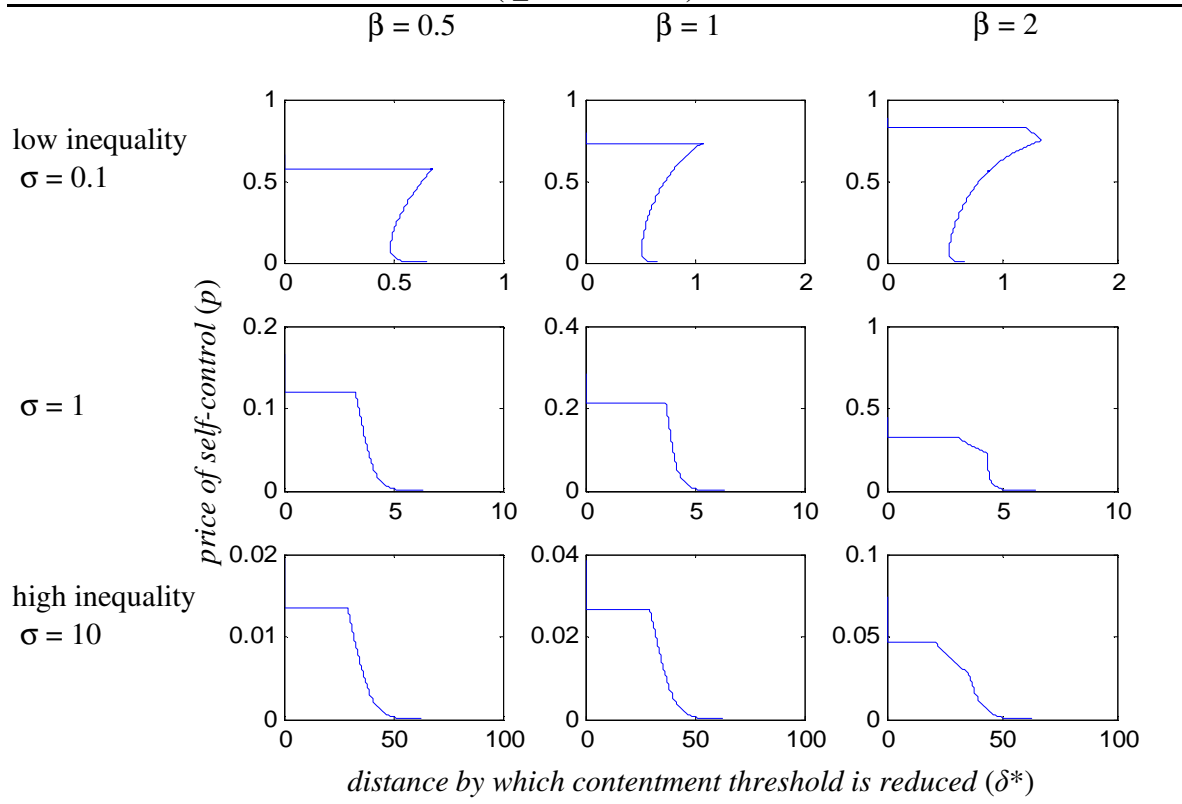 β = 0.5 β = 1 β = 2
low inequality
σ = 0.1
1 1 1
0.5 0.5 0.5
0 0 0
0 0.5 1 0 1 2 0 1 2
σ = 1
0.2 0.4 1
0.1 0.2 0.5
0 0 0
0 5 10 0 5 10 0 5 10
high inequality
σ = 10
0.02 0.04 0.1
0.01 0.02 0.05
0 0 0
0 50 100 0 50 100 0 50 100
price of self-control (p)
distance by which contentment threshold is reduced (δ*)